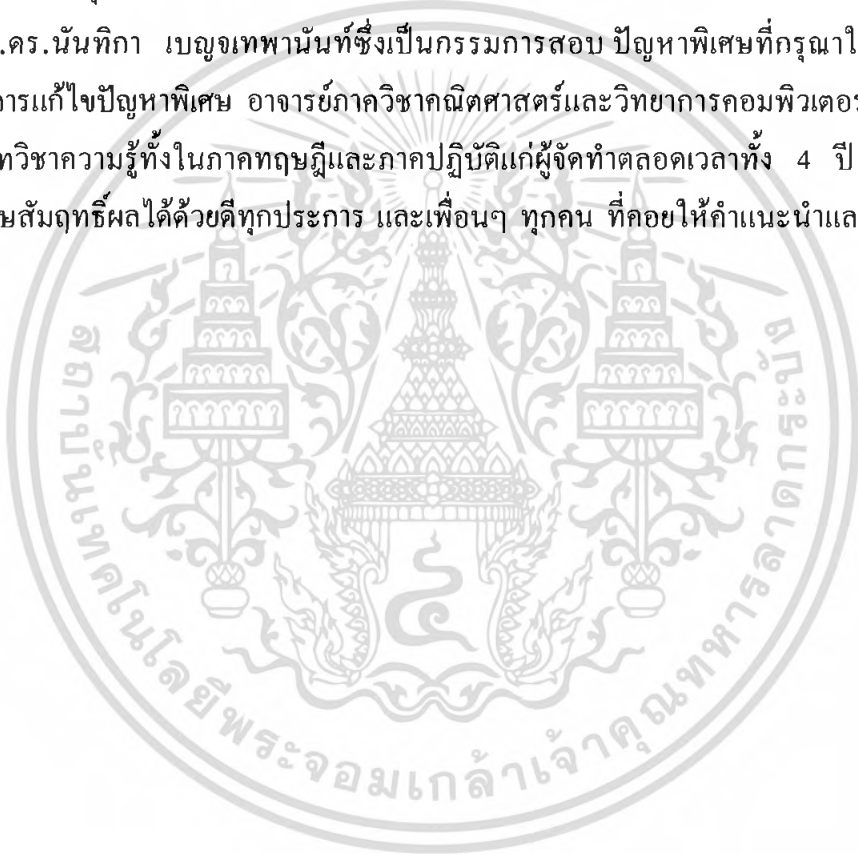 .ดร.นันทิกา เบญจเทพานันท์ซึ่งเป็นกรรมการสอบ ปัญหาพิเศษที่กรุณาใ
ารแก้ไขปัญหาพิเศษ อาจารย์ภาควิชาคณิตศาสตร์และวิทยาการคอมพิวเตอร
ทวิชาความรู้ทั้งในภาคทฤษฎีและภาคปฏิบัติแก่ผู้จัดทำตลอดเวลาทั้ง 4 ปี
ษสัมฤทธิ์ผลได้ด้วยดีทุกประการ และเพื่อนๆ ทุกคน ที่คอยให้คำแนะนำแล
สถาบันเทคโนโลยีพระจอมเกล้าเจ้าคุณทหารลาดกระบัง